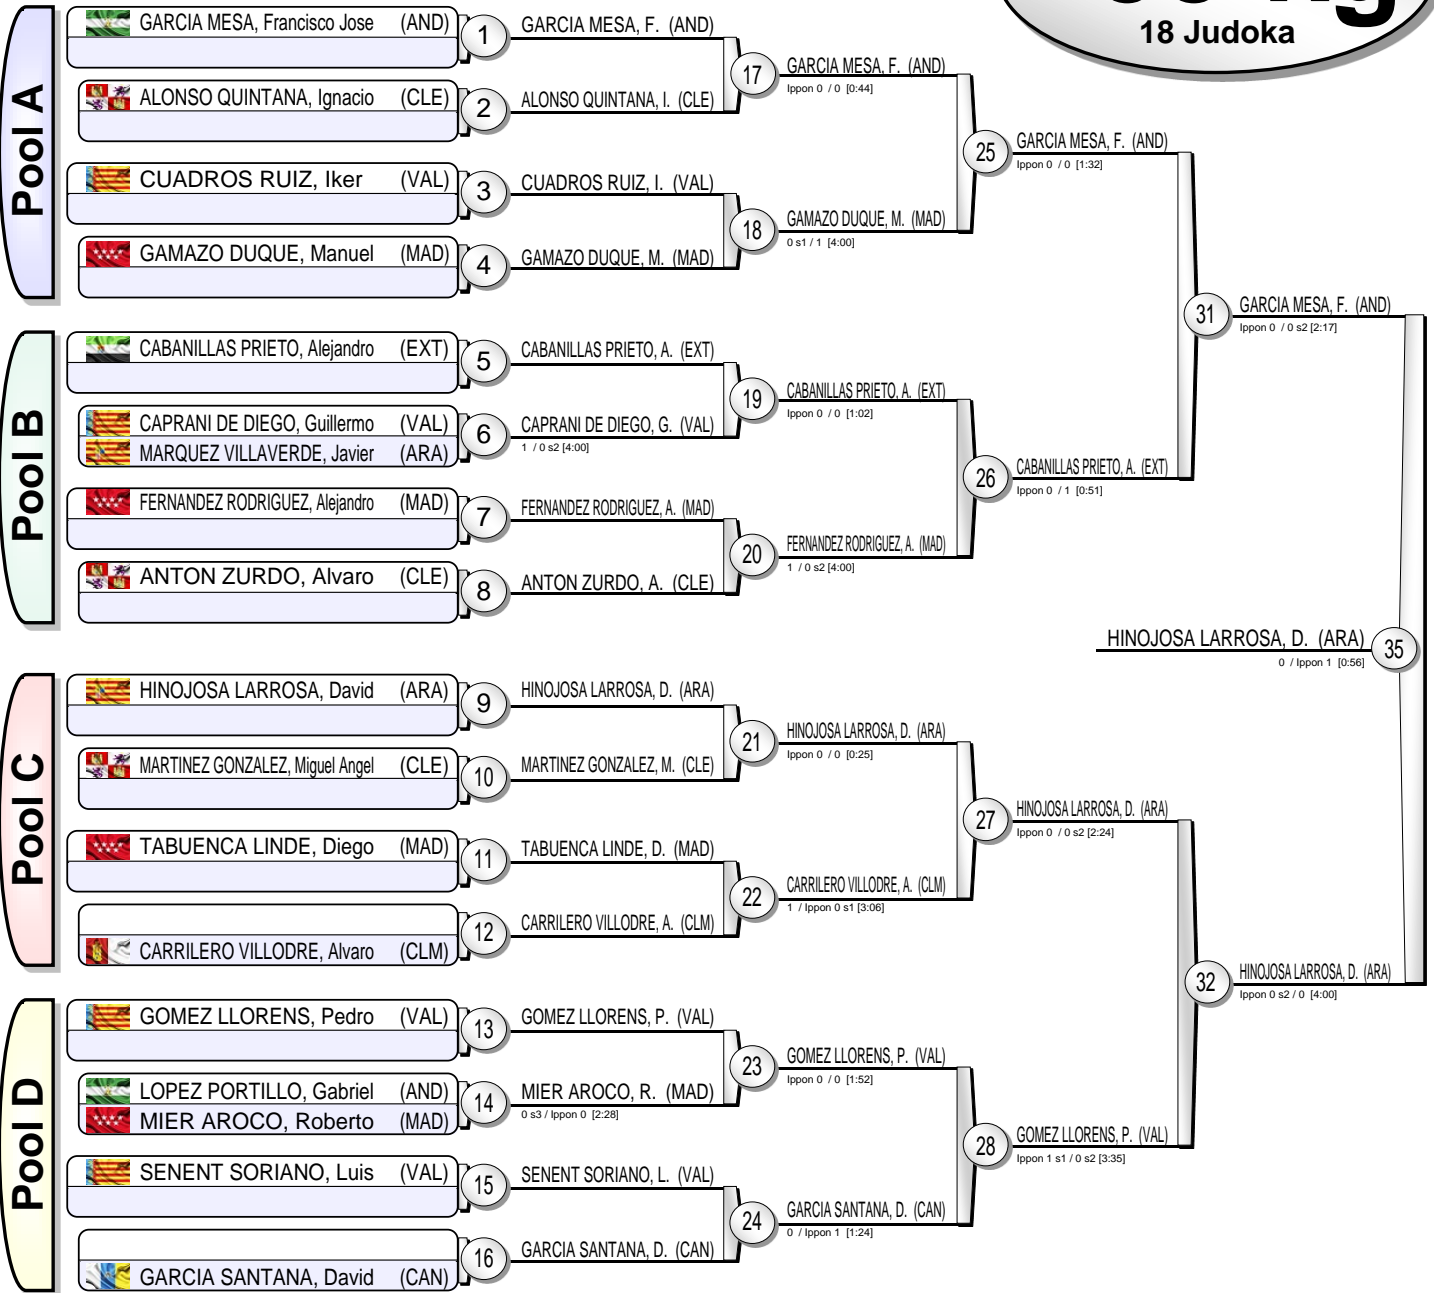 18 Judoka
Pool A
GARCIA MESA, Francisco Jose (AND)
1
GARCIA MESA, F. (AND)
ALONSO QUINTANA, Ignacio (CLE)
2
ALONSO QUINTANA, I. (CLE)
17
GARCIA MESA, F. (AND)
Ippon 0 / 0 [0:44]
CUADROS RUIZ, Iker (VAL)
3
CUADROS RUIZ, I. (VAL)
GAMAZO DUQUE, Manuel (MAD)
4
GAMAZO DUQUE, M. (MAD)
18
GAMAZO DUQUE, M. (MAD)
0 s1 / 1 [4:00]
25
GARCIA MESA, F. (AND)
Ippon 0 / 0 [1:32]
Pool B
CABANILLAS PRIETO, Alejandro (EXT)
5
CABANILLAS PRIETO, A. (EXT)
CAPRANI DE DIEGO, Guillermo (VAL)
MARQUEZ VILLAVERDE, Javier (ARA)
6
CAPRANI DE DIEGO, G. (VAL)
1 / 0 s2 [4:00]
19
CABANILLAS PRIETO, A. (EXT)
Ippon 0 / 0 [1:02]
FERNANDEZ RODRIGUEZ, Alejandro (MAD)
7
FERNANDEZ RODRIGUEZ, A. (MAD)
ANTON ZURDO, Alvaro (CLE)
8
ANTON ZURDO, A. (CLE)
20
FERNANDEZ RODRIGUEZ, A. (MAD)
1 / 0 s2 [4:00]
26
CABANILLAS PRIETO, A. (EXT)
Ippon 0 / 1 [0:51]
31
GARCIA MESA, F. (AND)
Ippon 0 / 0 s2 [2:17]
HINOJOSA LARROSA, D. (ARA)
0 / Ippon 1 [0:56]
35
Pool C
HINOJOSA LARROSA, David (ARA)
9
HINOJOSA LARROSA, D. (ARA)
MARTINEZ GONZALEZ, Miguel Angel (CLE)
10
MARTINEZ GONZALEZ, M. (CLE)
21
HINOJOSA LARROSA, D. (ARA)
Ippon 0 / 0 [0:25]
TABUENCA LINDE, Diego (MAD)
11
TABUENCA LINDE, D. (MAD)
CARRILERO VILLODRE, Alvaro (CLM)
12
CARRILERO VILLODRE, A. (CLM)
22
CARRILERO VILLODRE, A. (CLM)
1 / Ippon 0 s1 [3:06]
27
HINOJOSA LARROSA, D. (ARA)
Ippon 0 / 0 s2 [2:24]
Pool D
GOMEZ LLORENS, Pedro (VAL)
13
GOMEZ LLORENS, P. (VAL)
LOPEZ PORTILLO, Gabriel (AND)
MIER AROCO, Roberto (MAD)
14
MIER AROCO, R. (MAD)
0 s3 / Ippon 0 [2:28]
23
GOMEZ LLORENS, P. (VAL)
Ippon 0 / 0 [1:52]
SENENT SORIANO, Luis (VAL)
15
SENENT SORIANO, L. (VAL)
GARCIA SANTANA, David (CAN)
16
GARCIA SANTANA, D. (CAN)
24
GARCIA SANTANA, D. (CAN)
0 / Ippon 1 [1:24]
28
GOMEZ LLORENS, P. (VAL)
Ippon 1 s1 / 0 s2 [3:35]
32
HINOJOSA LARROSA, D. (ARA)
Ippon 0 s2 / 0 [4:00]